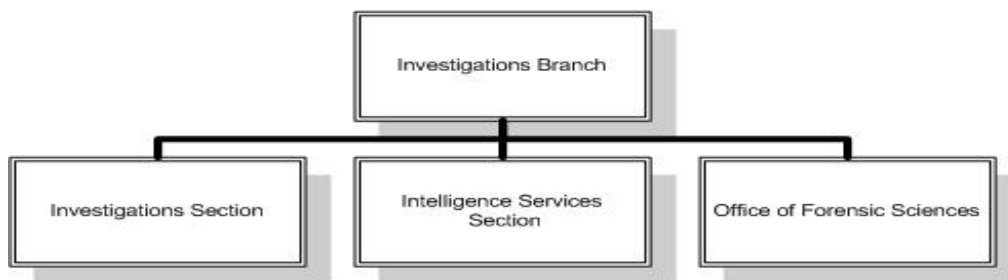 Investigations Branch
Investigations Section
Intelligence Services
Section
Office of Forensic Sciences